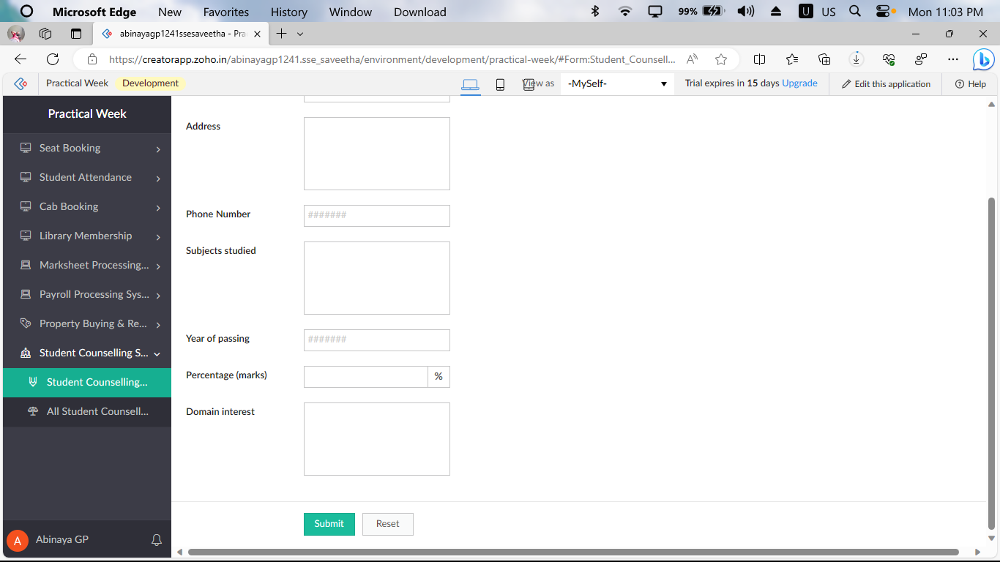 Microsoft Edge New Favorites History Window Download 99% U US Mon 11:03 PM
abinayagp1241ssesaveetha - Pra
https://creatorapp.zoho.in/abinayagp1241.sse_saveetha/environment/development/practical-week/#Form:Student_Counsell...
Practical Week Development View as -MySelf- Trial expires in 15 days Upgrade Edit this application Help
Practical Week
Seat Booking
Student Attendance
Cab Booking
Library Membership
Marksheet Processing...
Payroll Processing Sys...
Property Buying & Re...
Student Counselling S...
Student Counselling...
All Student Counsell...
A Abinaya GP
Address
Phone Number #######
Subjects studied
Year of passing #######
Percentage (marks) %
Domain interest
Submit Reset